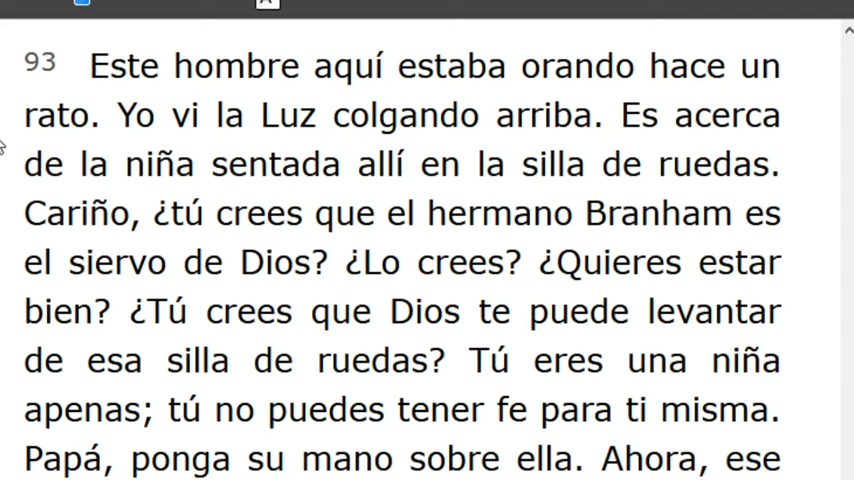 93 Este hombre aquí estaba orando hace un
rato. Yo vi la Luz colgando arriba. Es acerca
de la niña sentada allí en la silla de ruedas.
Cariño, ¿tú crees que el hermano Branham es
el siervo de Dios? ¿Lo crees? ¿Quieres estar
bien? ¿Tú crees que Dios te puede levantar
de esa silla de ruedas? Tú eres una niña
apenas; tú no puedes tener fe para ti misma.
Papá, ponga su mano sobre ella. Ahora, ese